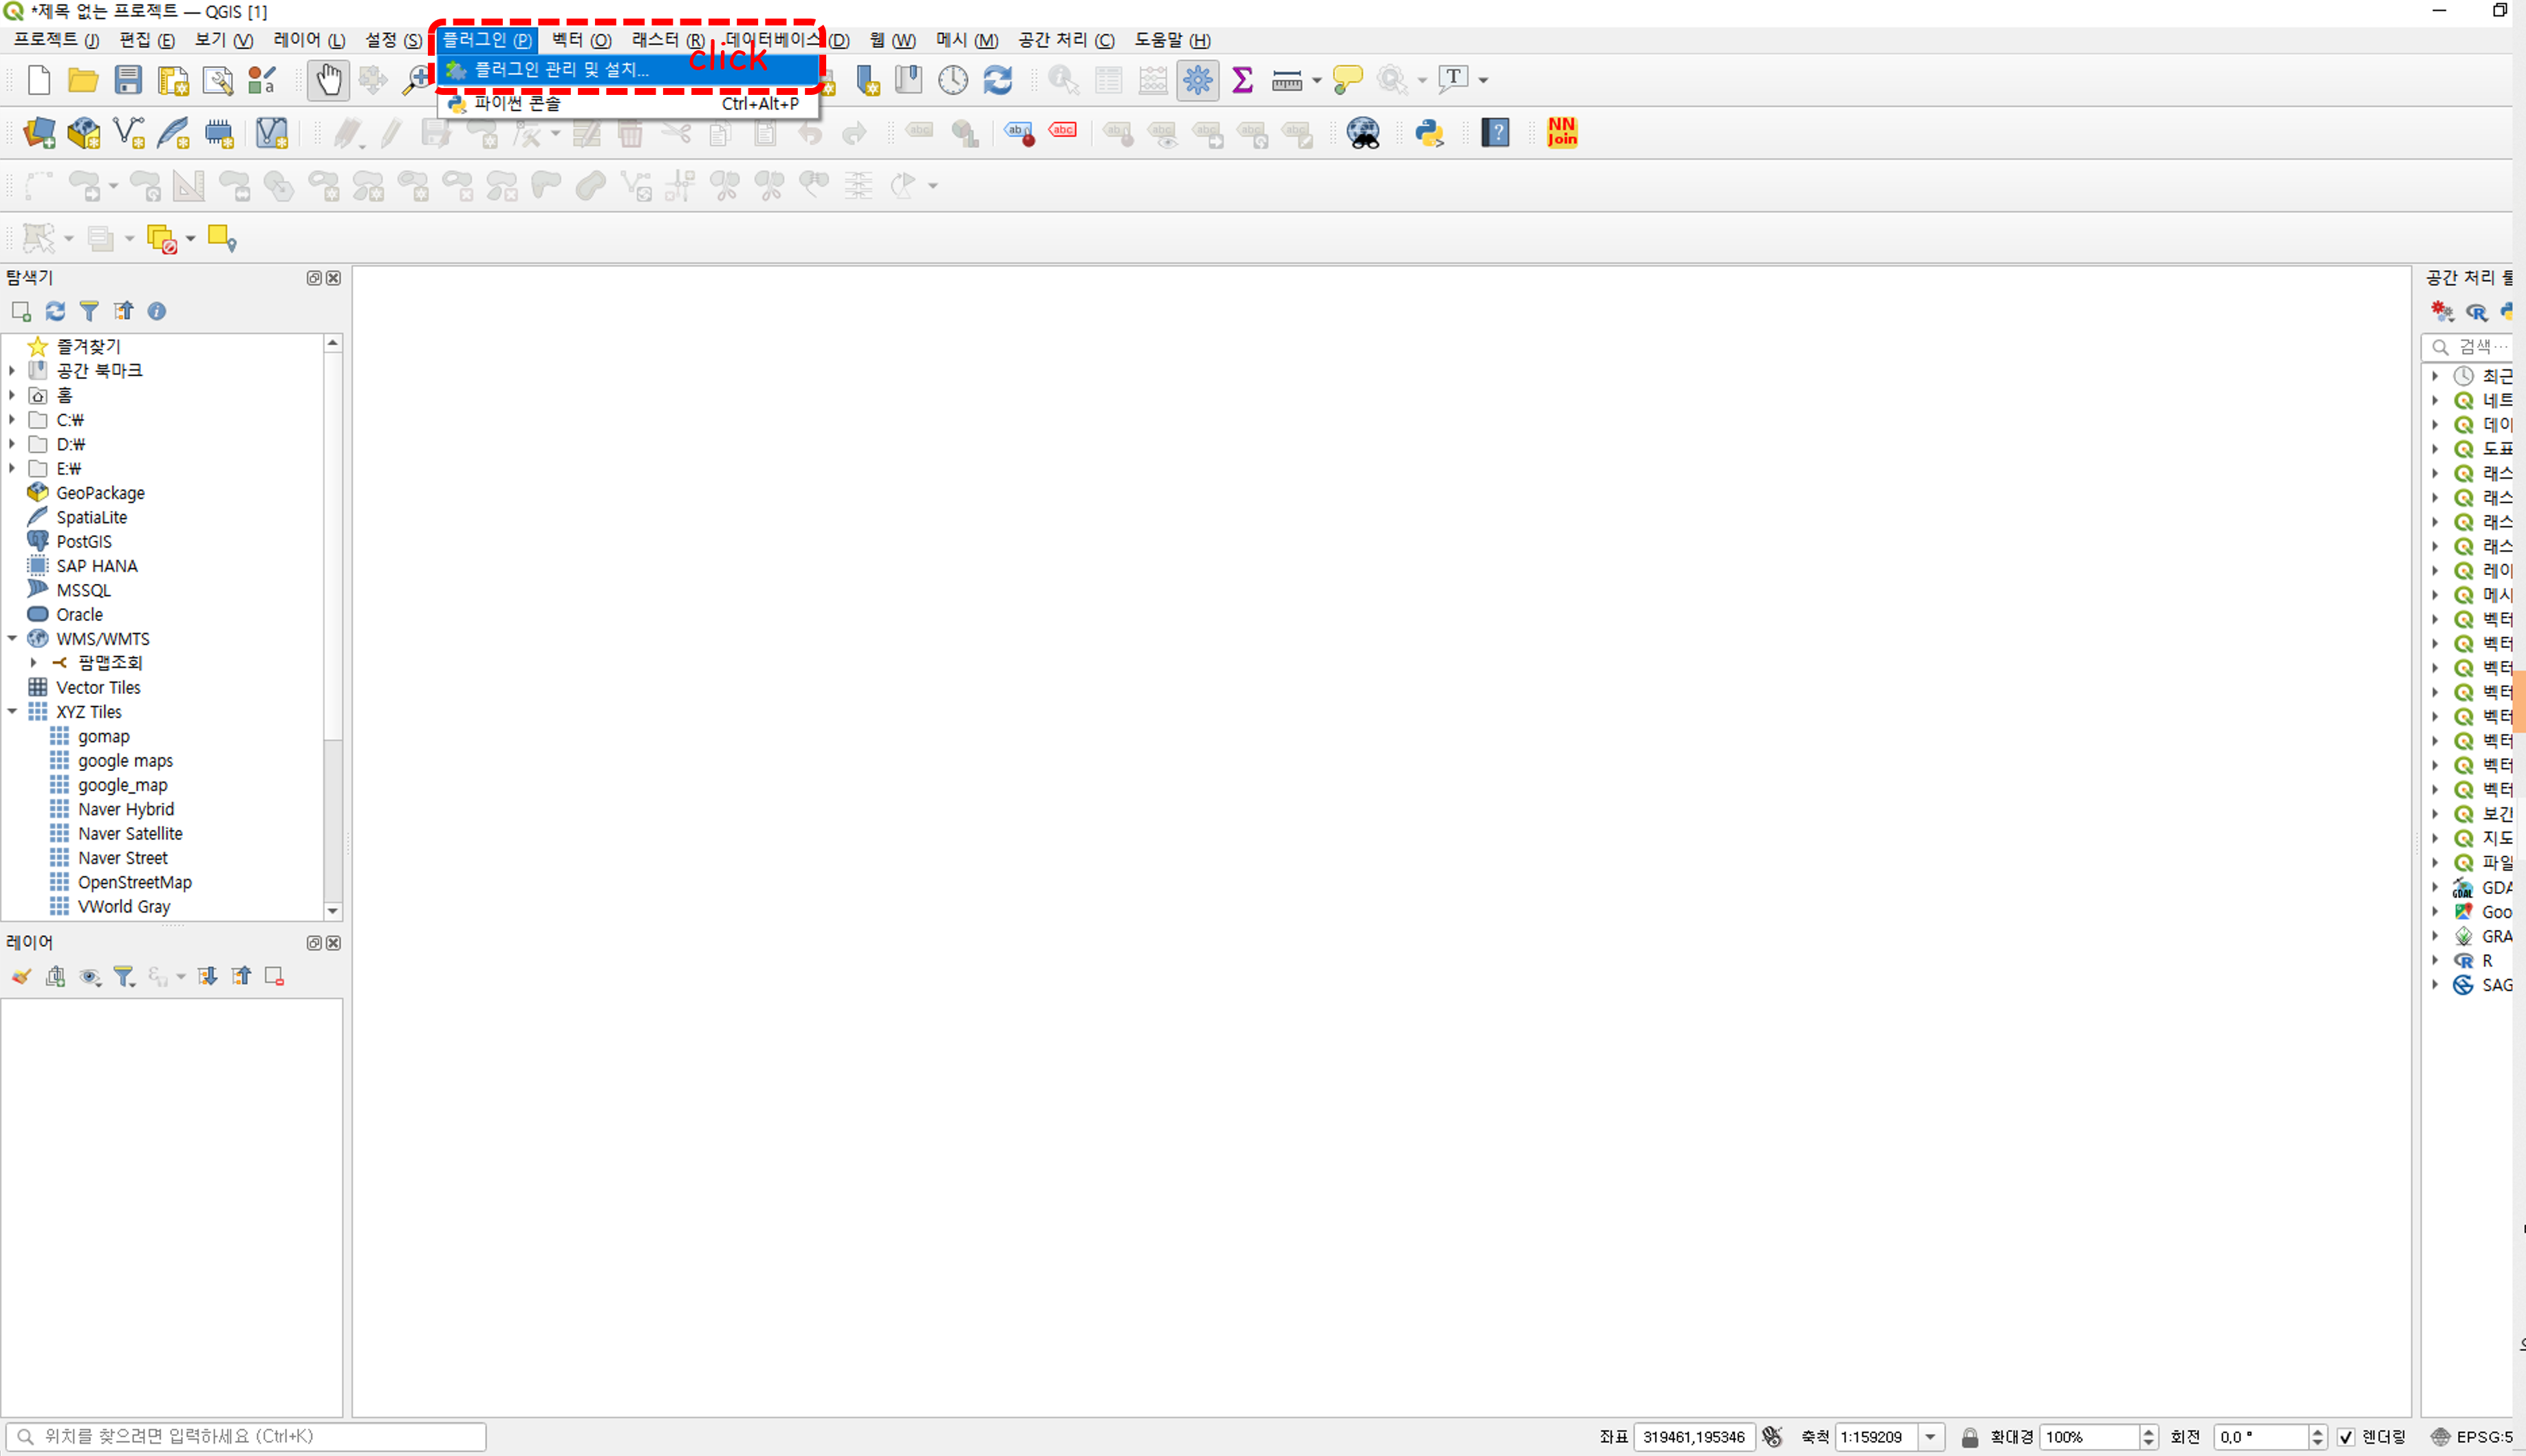 *제목 없는 프로젝트 — QGIS [1]
프로젝트 (J) 편집 (E) 보기 (V) 레이어 (L) 설정 (S) 플러그인 (P) 벡터 (O) 래스터 (R) 데이터베이스 (D) 웹 (W) 메시 (M) 공간 처리 (C) 도움말 (H)
플러그인 관리 및 설치...
click
파이썬 콘솔 Ctrl+Alt+P
NN
Join
탐색기
즐겨찾기
공간 북마크
홈
C:₩
D:₩
E:₩
GeoPackage
SpatiaLite
PostGIS
SAP HANA
MSSQL
Oracle
WMS/WMTS
팜맵조회
Vector Tiles
XYZ Tiles
gomap
google maps
google_map
Naver Hybrid
Naver Satellite
Naver Street
OpenStreetMap
VWorld Gray
레이어
공간 처리
검색...
최근
네트
데이
도표
래스
래스
래스
래스
레이
메시
벡터
벡터
벡터
벡터
벡터
벡터
벡터
벡터
보간
지도
파일
GDA
Goo
GRA
R
SAG
위치를 찾으려면 입력하세요 (Ctrl+K)
좌표 319461,195346 축척 1:159209 확대경 100% 회전 0,0 ° 렌더링 EPSG:5